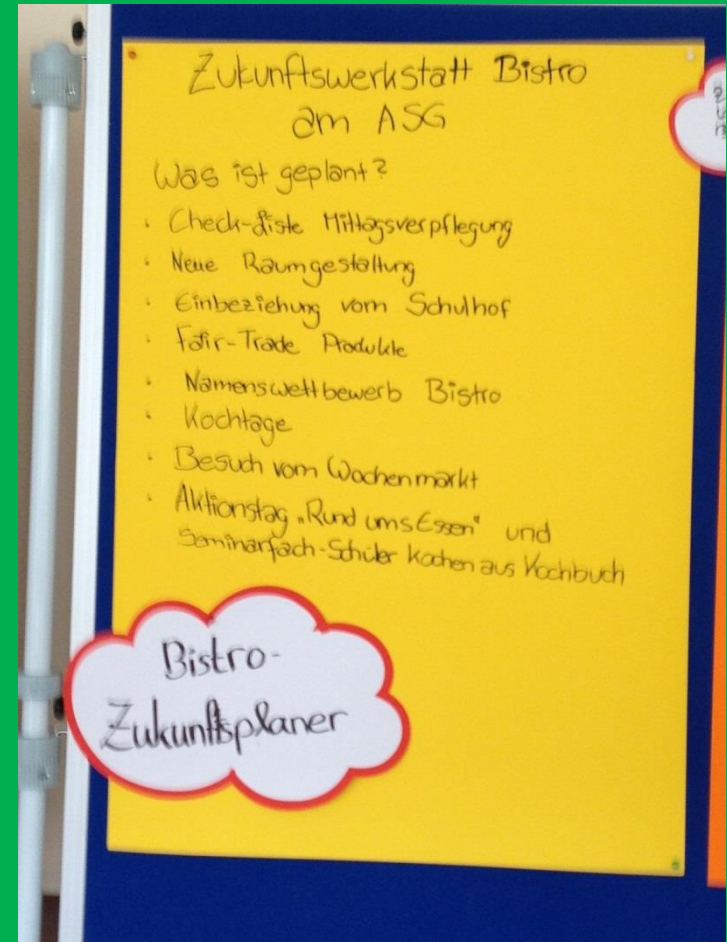 Zukunftswerkstatt Bistro
am ASG
Was ist geplant?
· Check-Liste Mittagsverpflegung
· Neue Raumgestaltung
· Einbeziehung vom Schulhof
· Fair-Trade Produkte
· Namenswettbewerb Bistro
· Kochtage
· Besuch vom Wochenmarkt
· Aktionstag „Rund ums Essen" und
Seminarfach-Schüler kochen aus Kochbuch
Bistro-
Zukunftsplaner